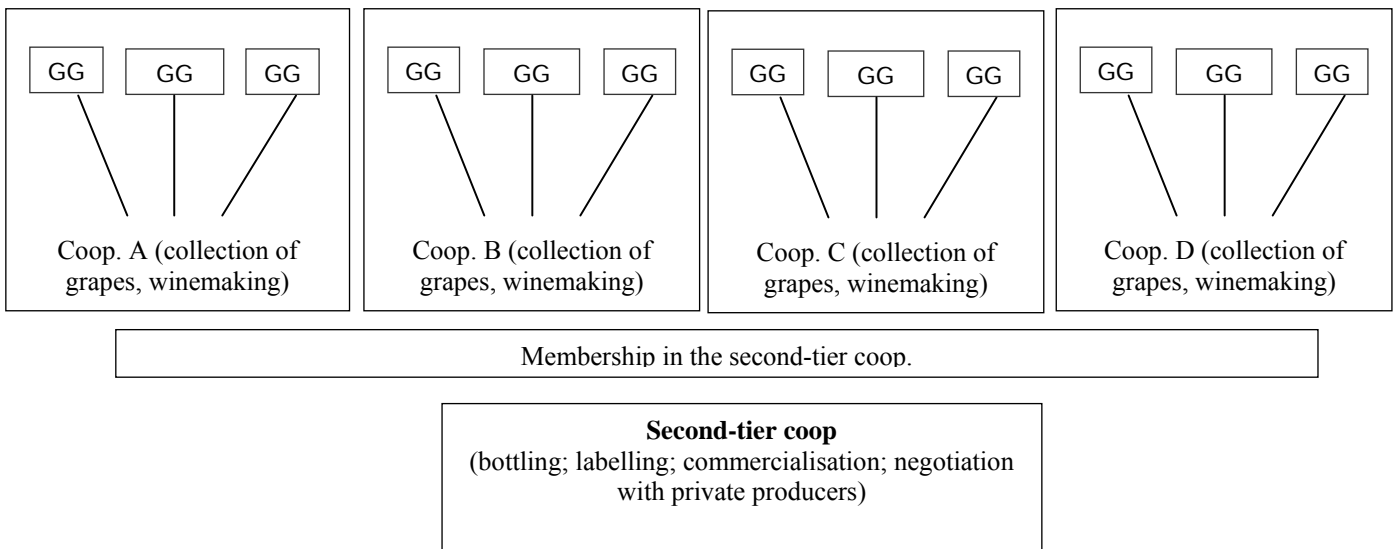 GG GG GG GG GG GG GG GG GG GG GG GG
Coop. A (collection of
grapes, winemaking)
Coop. B (collection of
grapes, winemaking)
Coop. C (collection of
grapes, winemaking)
Coop. D (collection of
grapes, winemaking)
Membership in the second-tier coop.
Second-tier coop
(bottling; labelling; commercialisation; negotiation
with private producers)